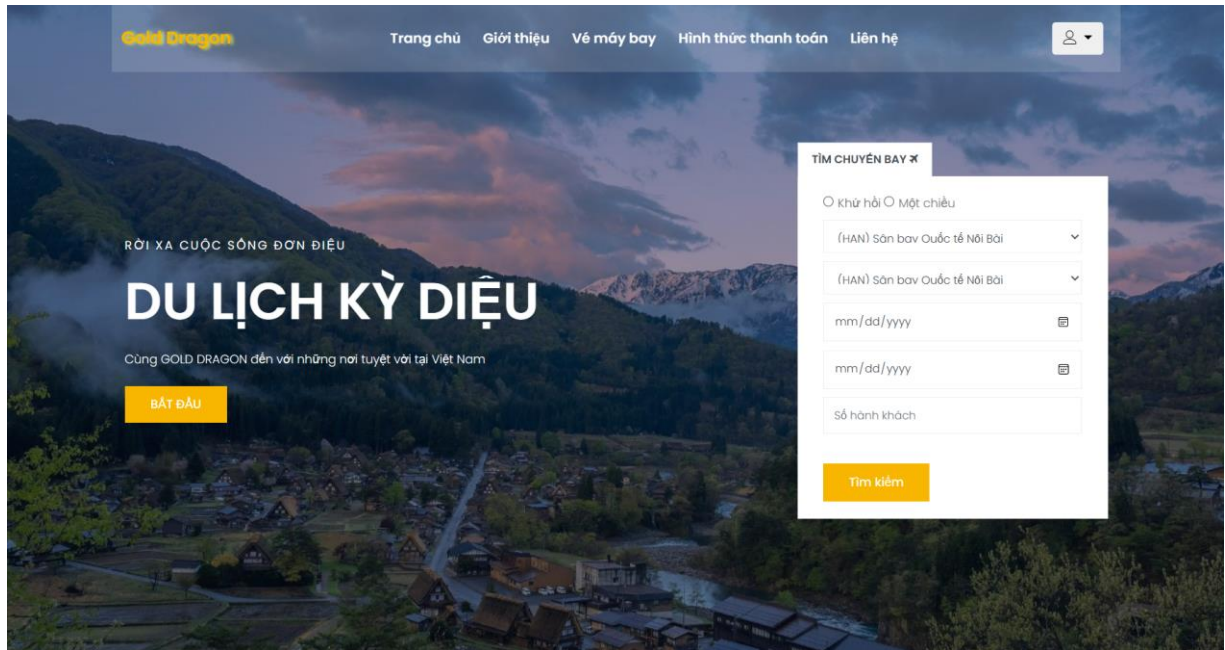 Gold Dragon
Trang chủ Giới thiệu Vé máy bay Hình thức thanh toán Liên hệ
RỜI XA CUỘC SỐNG ĐƠN ĐIỆU
DU LỊCH KỲ DIỆU
Cùng GOLD DRAGON đến với những nơi tuyệt vời tại Việt Nam
BẮT ĐẦU
TÌM CHUYẾN BAY
Khứ hồi Một chiều
(HAN) Sân bay Quốc tế Nội Bài
(HAN) Sân bay Quốc tế Nội Bài
mm/dd/yyyy
mm/dd/yyyy
Số hành khách
Tìm kiếm